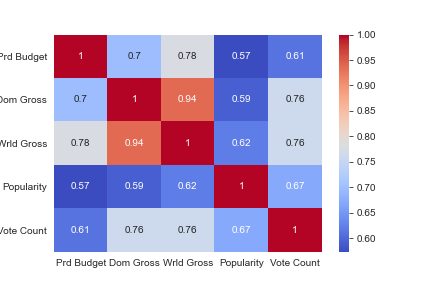 Prd Budget 1 0.7 0.78 0.57 0.61
Dom Gross 0.7 1 0.94 0.59 0.76
Wrld Gross 0.78 0.94 1 0.62 0.76
Popularity 0.57 0.59 0.62 1 0.67
Vote Count 0.61 0.76 0.76 0.67 1
Prd Budget Dom Gross Wrld Gross Popularity Vote Count
1.00
0.95
0.90
0.85
0.80
0.75
0.70
0.65
0.60